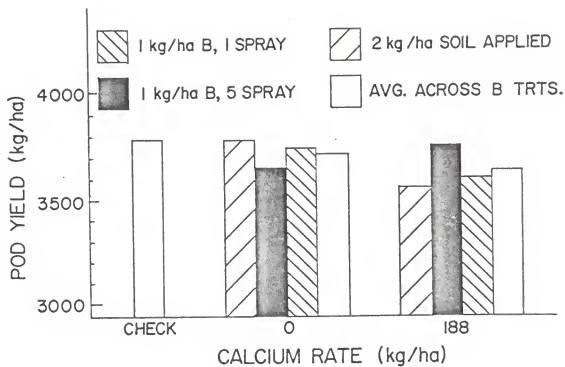 1 kg/ha B, 1 SPRAY
2 kg/ha SOIL APPLIED
1 kg/ha B, 5 SPRAY
AVG. ACROSS B TRTS.
POD YIELD (kg/ha)
4000
3500
3000
CHECK
0
188
CALCIUM RATE (kg/ha)